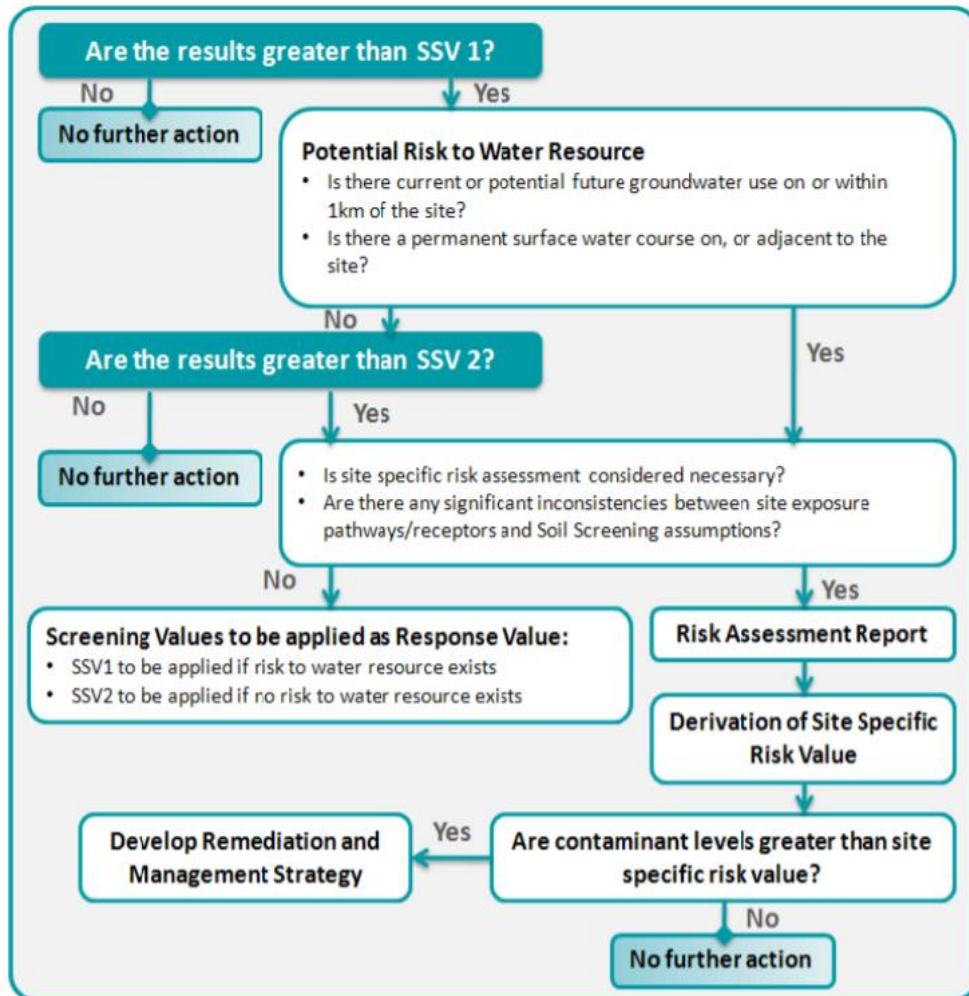 Are the results greater than SSV 1?
No
Yes
No further action
Potential Risk to Water Resource
• Is there current or potential future groundwater use on or within
1km of the site?
• Is there a permanent surface water course on, or adjacent to the
site?
No
Yes
Are the results greater than SSV 2?
No
Yes
No further action
• Is site specific risk assessment considered necessary?
• Are there any significant inconsistencies between site exposure
pathways/receptors and Soil Screening assumptions?
No
Yes
Screening Values to be applied as Response Value:
• SSV1 to be applied if risk to water resource exists
• SSV2 to be applied if no risk to water resource exists
Risk Assessment Report
Derivation of Site Specific
Risk Value
Are contaminant levels greater than site
specific risk value?
Yes
Develop Remediation and
Management Strategy
No
No further action